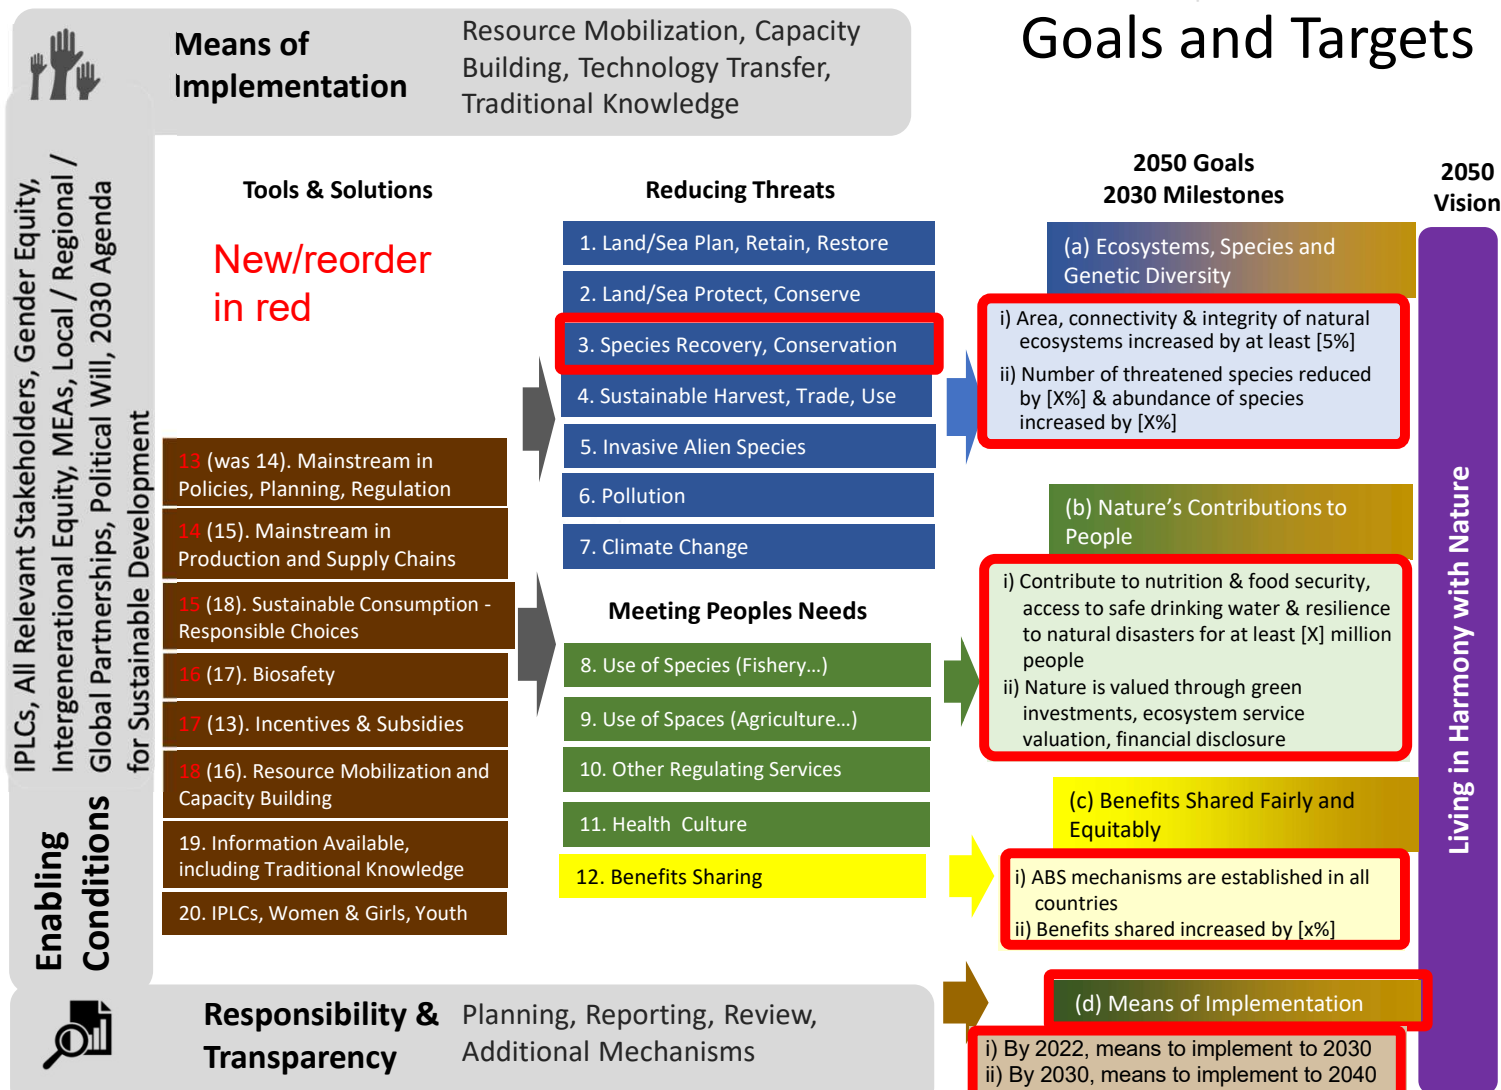 Goals and Targets
Means of
Implementation
Resource Mobilization, Capacity
Building, Technology Transfer,
Traditional Knowledge
IPLCs, All Relevant Stakeholders, Gender Equity,
Intergenerational Equity, MEAs, Local / Regional /
Global Partnerships, Political Will, 2030 Agenda
for Sustainable Development
Enabling
Conditions
Tools & Solutions
New/reorder
in red
13 (was 14). Mainstream in
Policies, Planning, Regulation
14 (15). Mainstream in
Production and Supply Chains
15 (18). Sustainable Consumption -
Responsible Choices
16 (17). Biosafety
17 (13). Incentives & Subsidies
18 (16). Resource Mobilization and
Capacity Building
19. Information Available,
including Traditional Knowledge
20. IPLCs, Women & Girls, Youth
Reducing Threats
1. Land/Sea Plan, Retain, Restore
2. Land/Sea Protect, Conserve
3. Species Recovery, Conservation
4. Sustainable Harvest, Trade, Use
5. Invasive Alien Species
6. Pollution
7. Climate Change
Meeting Peoples Needs
8. Use of Species (Fishery...)
9. Use of Spaces (Agriculture...)
10. Other Regulating Services
11. Health Culture
12. Benefits Sharing
2050 Goals
2030 Milestones
(a) Ecosystems, Species and
Genetic Diversity
i) Area, connectivity & integrity of natural
ecosystems increased by at least [5%]
ii) Number of threatened species reduced
by [X%] & abundance of species
increased by [X%]
(b) Nature's Contributions to
People
i) Contribute to nutrition & food security,
access to safe drinking water & resilience
to natural disasters for at least [X] million
people
ii) Nature is valued through green
investments, ecosystem service
valuation, financial disclosure
(c) Benefits Shared Fairly and
Equitably
i) ABS mechanisms are established in all
countries
ii) Benefits shared increased by [x%]
(d) Means of Implementation
i) By 2022, means to implement to 2030
ii) By 2030, means to implement to 2040
2050
Vision
Living in Harmony with Nature
Responsibility &
Transparency
Planning, Reporting, Review,
Additional Mechanisms